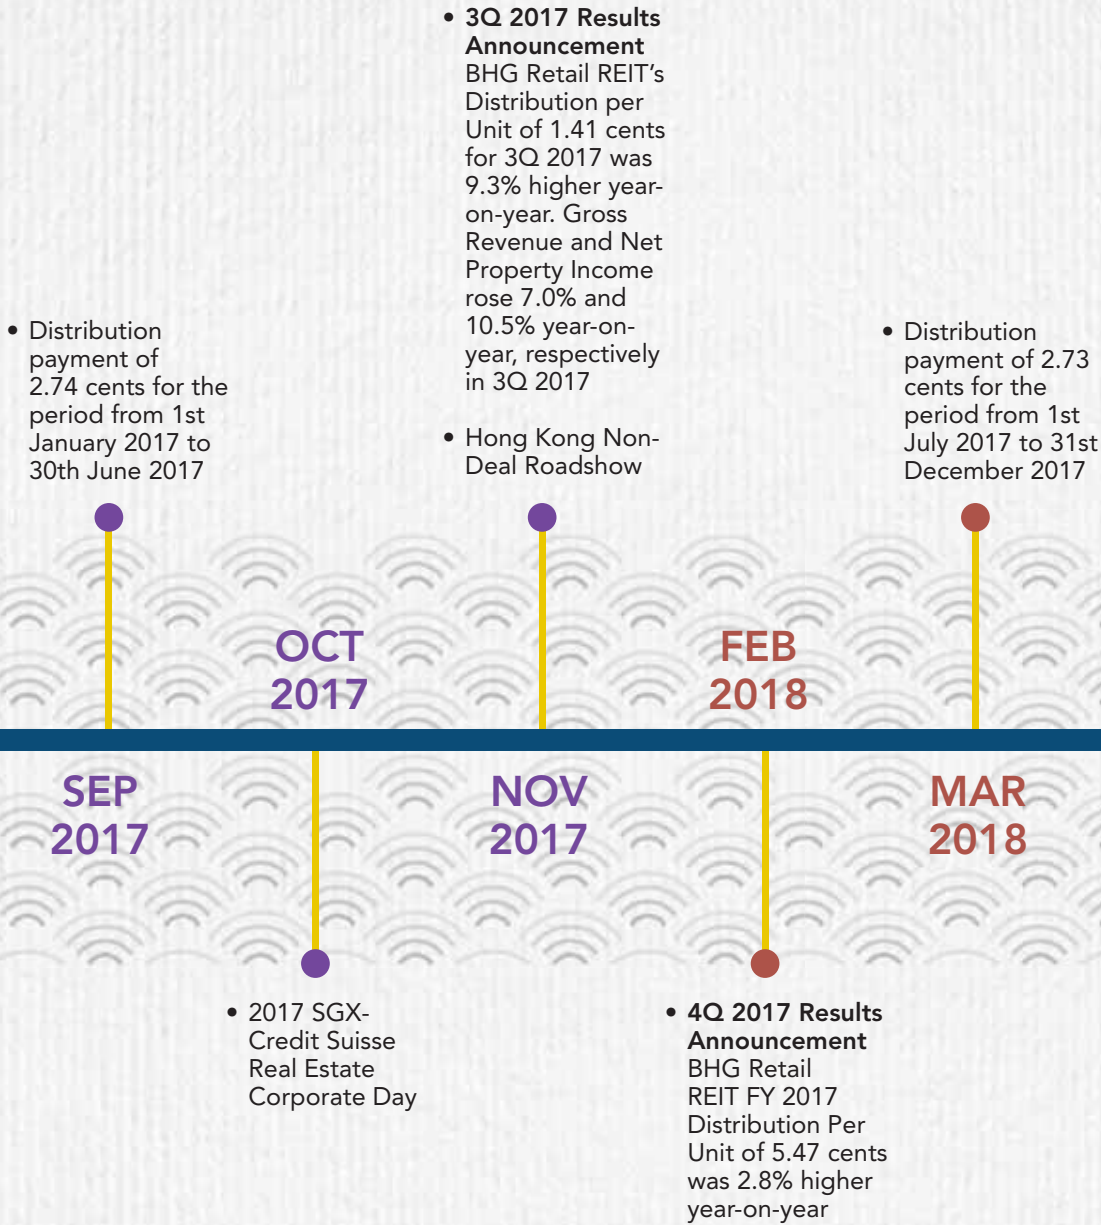 • Distribution
payment of
2.74 cents for the
period from 1st
January 2017 to
30th June 2017
SEP
2017
OCT
2017
• 2017 SGX-
Credit Suisse
Real Estate
Corporate Day
• 3Q 2017 Results
Announcement
BHG Retail REIT’s
Distribution per
Unit of 1.41 cents
for 3Q 2017 was
9.3% higher year-
on-year. Gross
Revenue and Net
Property Income
rose 7.0% and
10.5% year-on-
year, respectively
in 3Q 2017
• Hong Kong Non-
Deal Roadshow
NOV
2017
FEB
2018
• 4Q 2017 Results
Announcement
BHG Retail
REIT FY 2017
Distribution Per
Unit of 5.47 cents
was 2.8% higher
year-on-year
• Distribution
payment of 2.73
cents for the
period from 1st
July 2017 to 31st
December 2017
MAR
2018